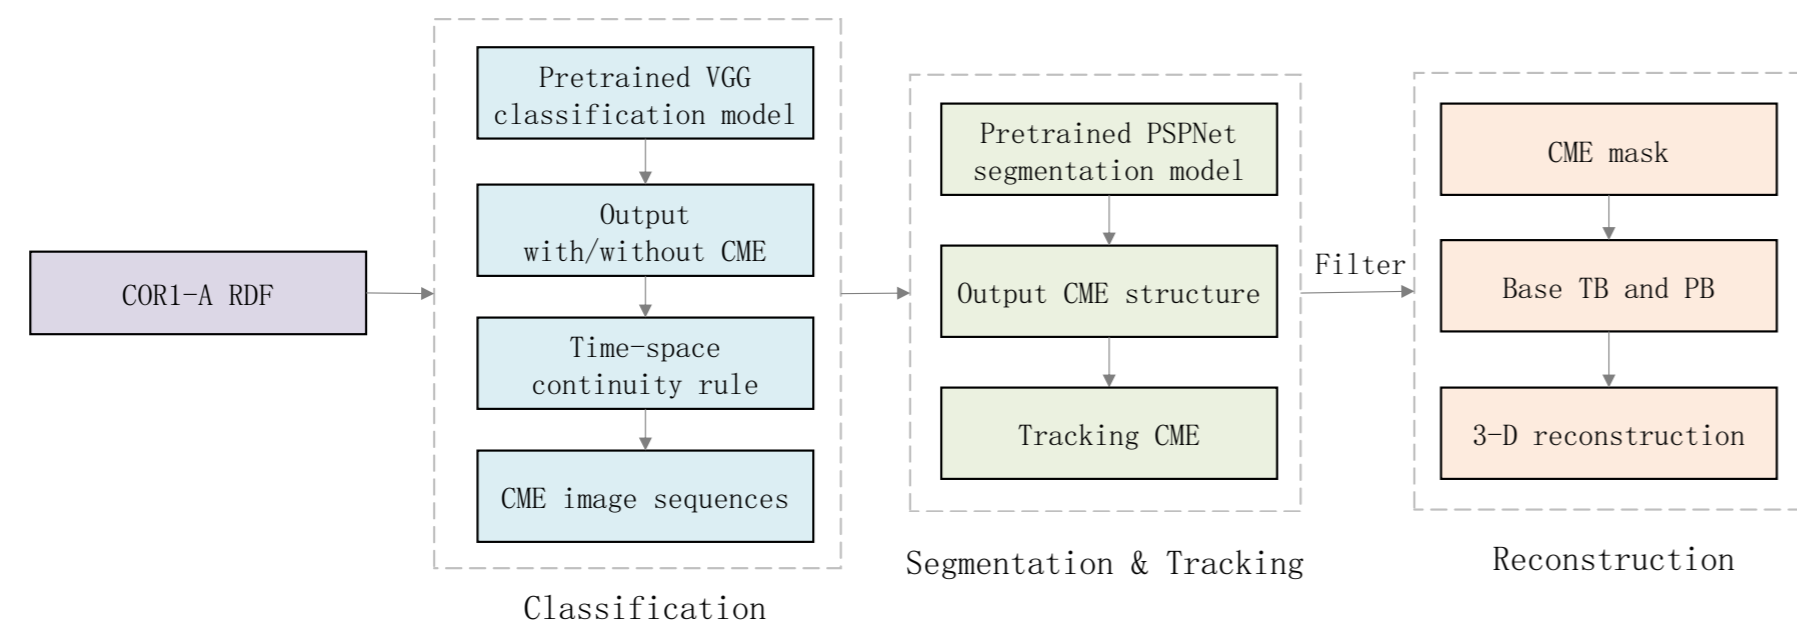 COR1-A RDF
Pretrained VGG
classification model
Output
with/without CME
Time-space
continuity rule
CME image sequences
Classification
Pretrained PSPNet
segmentation model
Output CME structure
Tracking CME
Segmentation & Tracking
Filter
CME mask
Base TB and PB
3-D reconstruction
Reconstruction